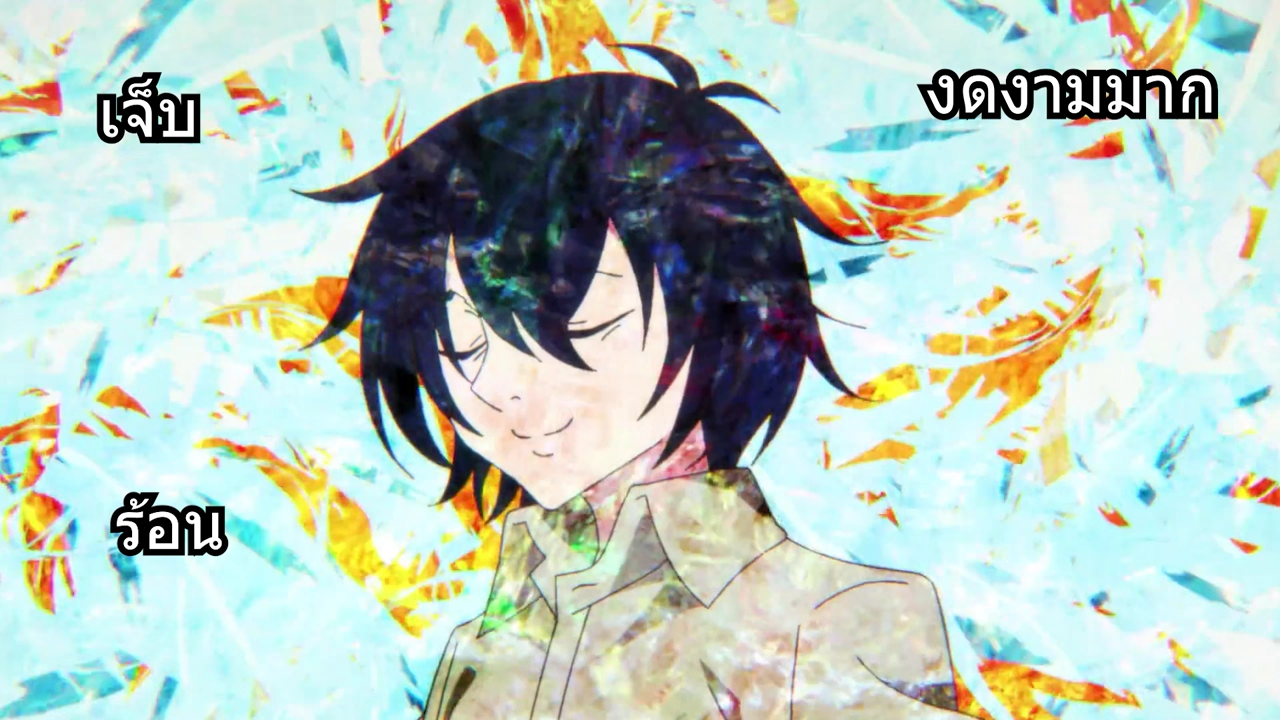 เจ็บ
งดงามมาก
ร้อน